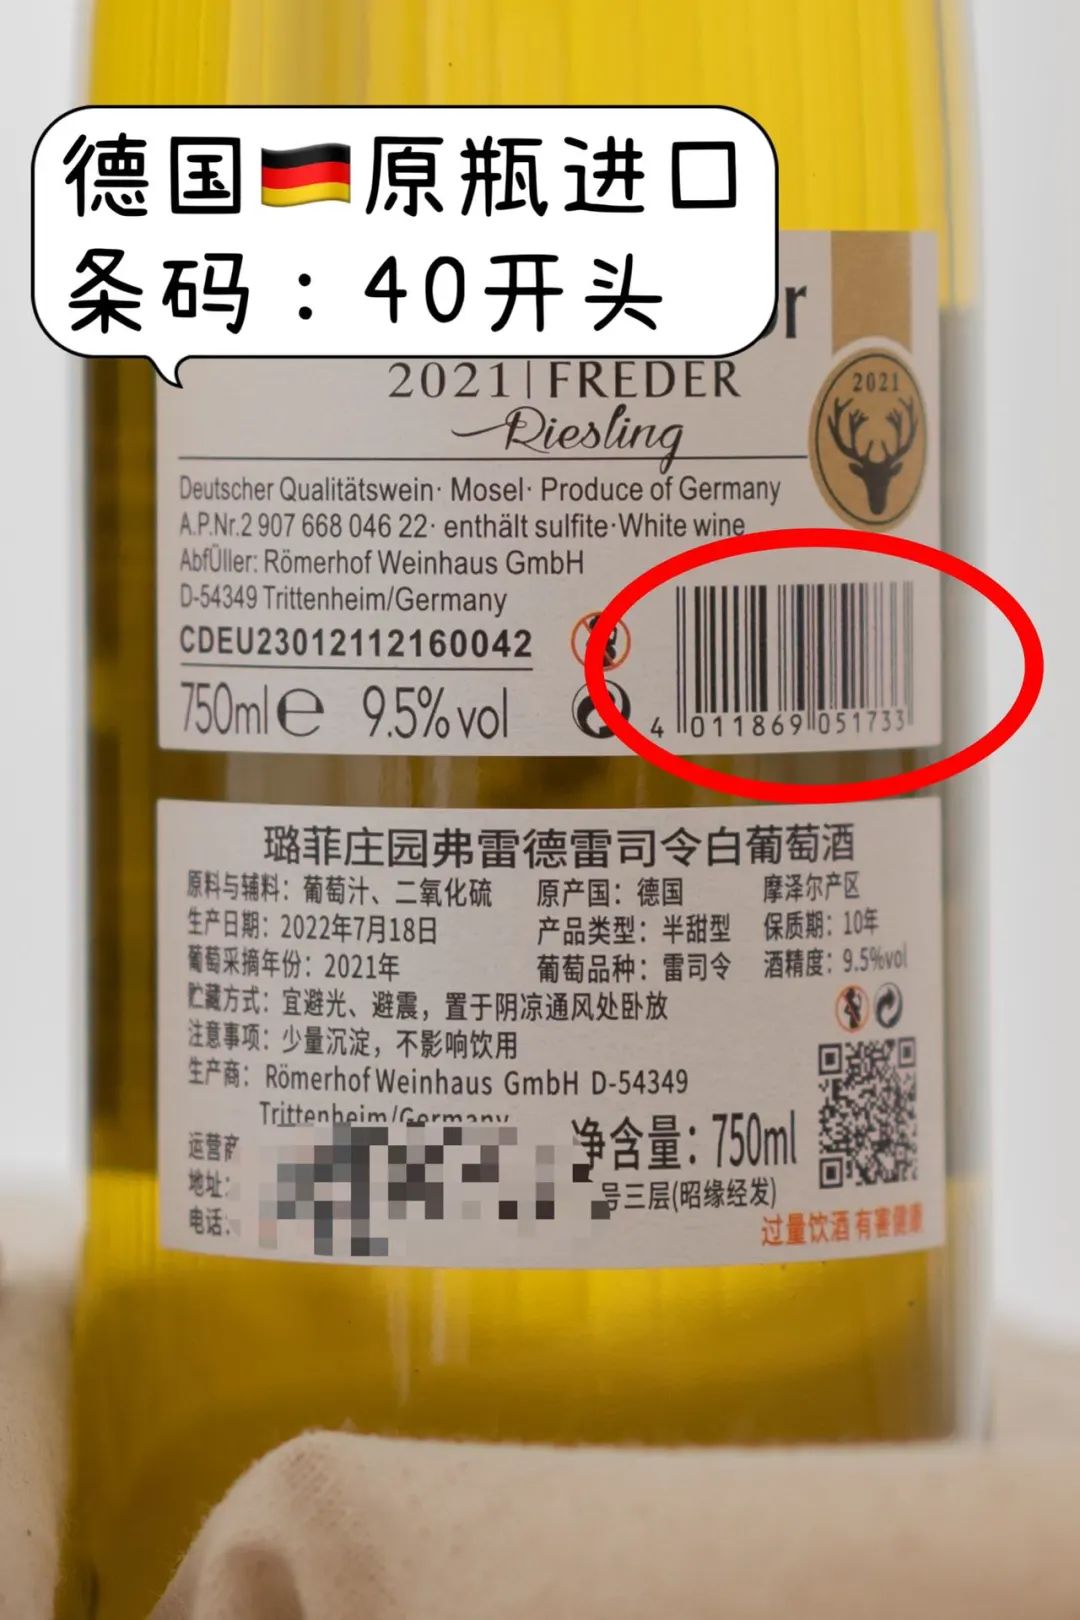 德国🇩🇪原瓶进口
条码：40开头
2021|FREDER
Riesling
2021
Deutscher Qualitätswein· Mosel· Produce of Germany
A.P.Nr.2 907 668 046 22· enthält sulfite·White wine
AbfÜller: Römerhof Weinhaus GmbH
D-54349 Trittenheim/Germany
CDEU23012112160042
750ml℮ 9.5%vol
4 011869 051733
璐菲庄园弗雷德雷司令白葡萄酒
原料与辅料：葡萄汁、二氧化硫 原产国：德国 摩泽尔产区
生产日期：2022年7月18日 产品类型：半甜型 保质期：10年
葡萄采摘年份：2021年 葡萄品种：雷司令 酒精度：9.5%vol
贮藏方式：宜避光、避震，置于阴凉通风处卧放
注意事项：少量沉淀，不影响饮用
生产商：Römerhof Weinhaus GmbH D-54349
Trittenheim/Germany
运营商
净含量：750ml
地址：
号三层(昭缘经发)
电话：
过量饮酒 有害健康